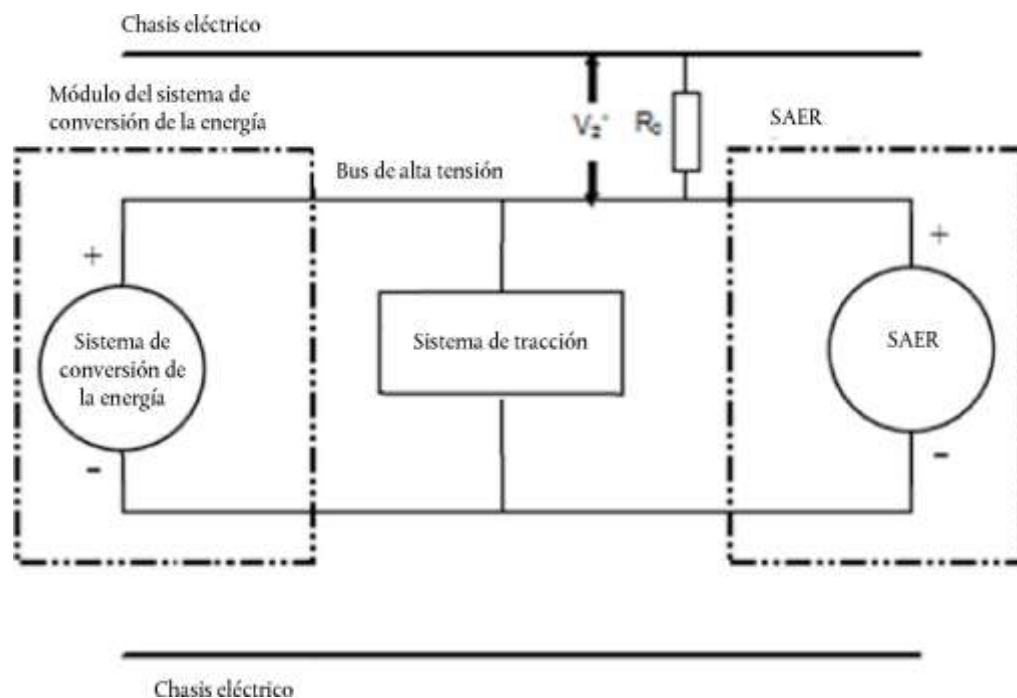 Chasis eléctrico
Módulo del sistema de
conversión de la energía
V₂'
R₀
SAER
Bus de alta tensión
+
+
Sistema de
conversión de
la energía
Sistema de tracción
SAER
-
-
Chasis eléctrico